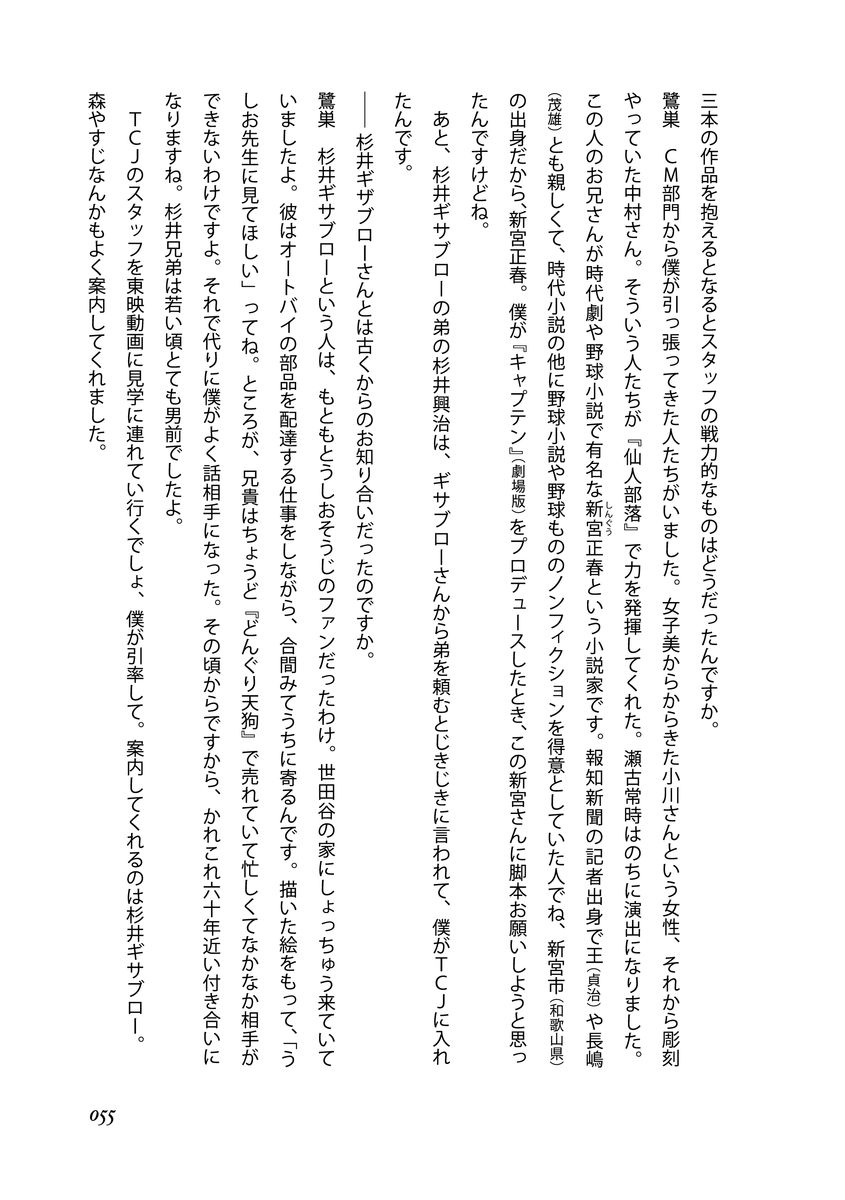 三本の作品を抱えるとなるとスタッフの戦力的なものはどうだったんですか。
鷺巣　ＣＭ部門から僕が引っ張ってきた人たちがいました。女子美からからきた小川さんという女性、それから彫刻
やっていた中村さん。そういう人たちが『仙人部落』で力を発揮してくれた。瀬古常時はのちに演出になりました。
この人のお兄さんが時代劇や野球小説で有名な新宮正春という小説家です。報知新聞の記者出身で王（貞治）や長嶋
しんぐう
（茂雄）とも親しくて、時代小説の他に野球小説や野球もののノンフィクションを得意としていた人でね、新宮市（和歌山県）
の出身だから、新宮正春。僕が『キャプテン』（劇場版）をプロデュースしたとき、この新宮さんに脚本お願いしようと思っ
たんですけどね。
　あと、杉井ギサブローの弟の杉井興治は、ギサブローさんから弟を頼むとじきじきに言われて、僕がＴＣＪに入れ
たんです。
――杉井ギザブローさんとは古くからのお知り合いだったのですか。
鷺巣　杉井ギサブローという人は、もともとうしおそうじのファンだったわけ。世田谷の家にしょっちゅう来ていて
いましたよ。彼はオートバイの部品を配達する仕事をしながら、合間みてうちに寄るんです。描いた絵をもって、「う
しお先生に見てほしい」ってね。ところが、兄貴はちょうど『どんぐり天狗』で売れていて忙しくてなかなか相手が
できないわけですよ。それで代りに僕がよく話相手になった。その頃からですから、かれこれ六十年近い付き合いに
なりますね。杉井兄弟は若い頃とても男前でしたよ。
　ＴＣＪのスタッフを東映動画に見学に連れてい行くでしょ、僕が引率して。案内してくれるのは杉井ギサブロー。
森やすじなんかもよく案内してくれました。
055